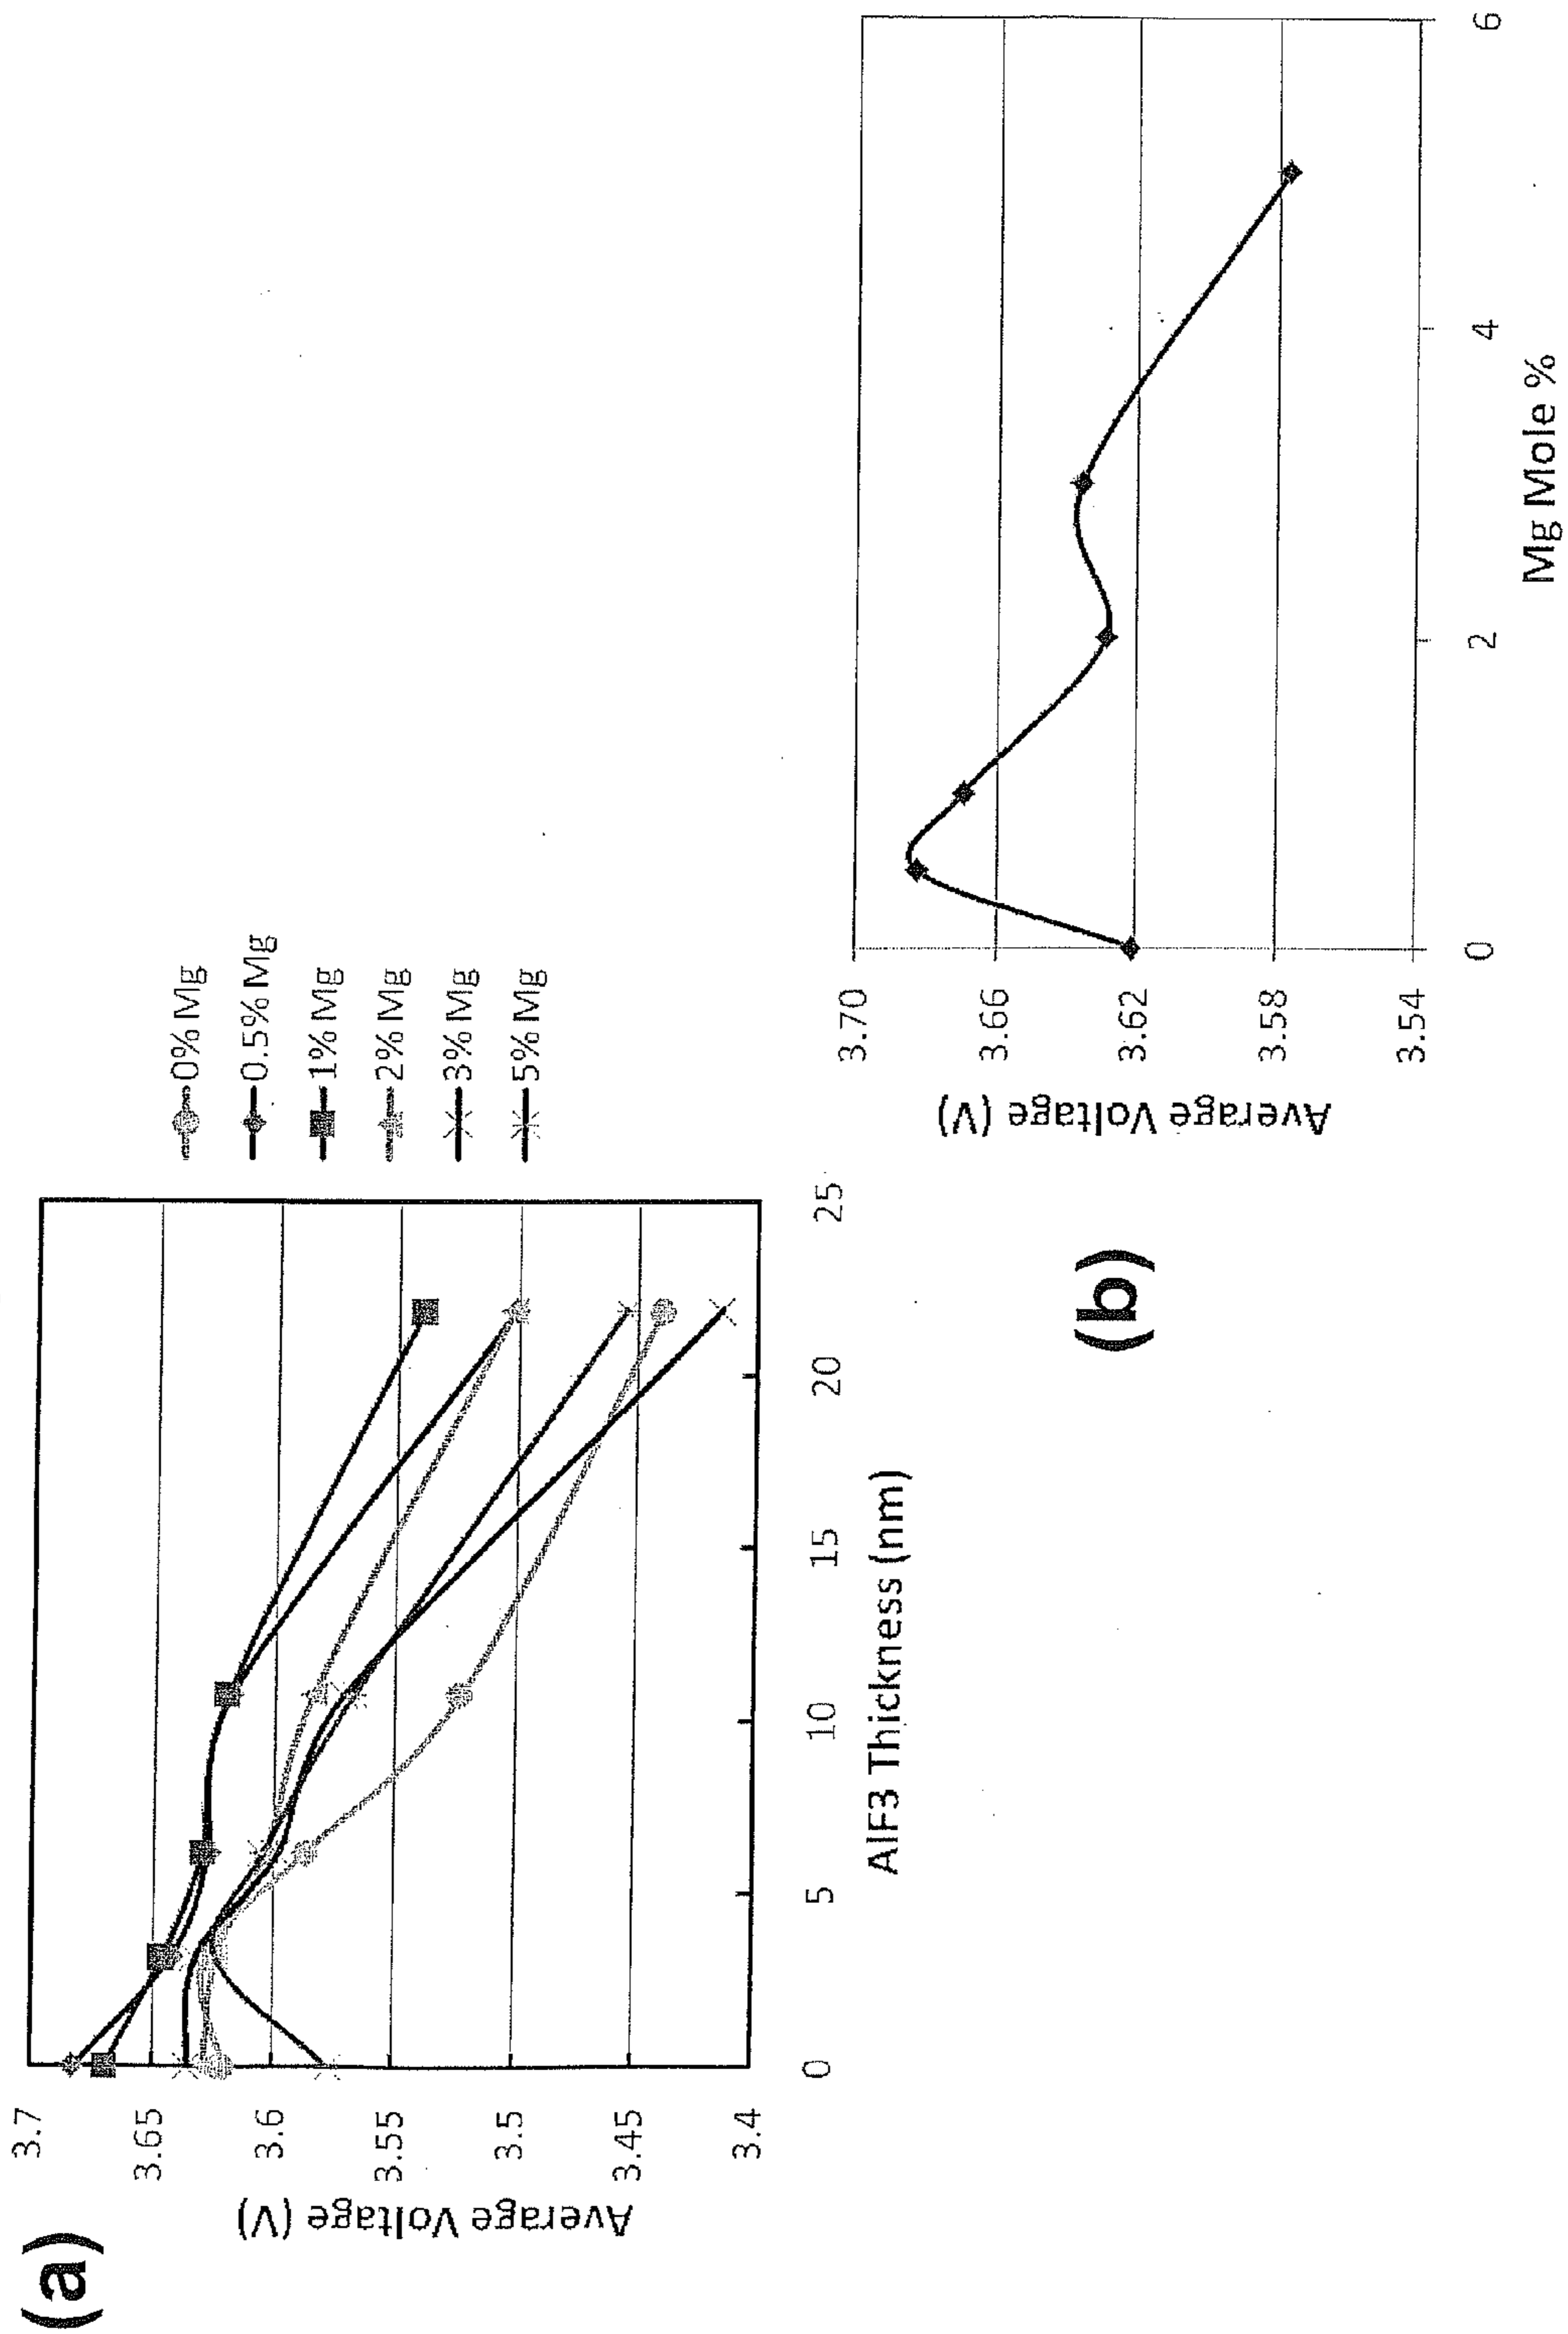 (a)
Average Voltage (V)
3.7
3.65
3.6
3.55
3.5
3.45
3.4
0
5
10
15
20
25
AlF3 Thickness (nm)
0% Mg
0.5% Mg
1% Mg
2% Mg
3% Mg
5% Mg
(b)
Average Voltage (V)
3.70
3.66
3.62
3.58
3.54
0
2
4
6
Mg Mole %